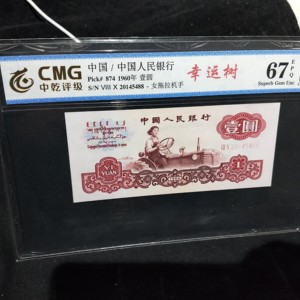 CMG
中乾评级
中国 / 中国人民银行
Pick# 874 1960年 壹圆
S/N VIII X 20145488 - 女拖拉机手
幸运树
67 EPQ
Superb Gem Unc
中国人民银行
壹圆
YI
YUAN